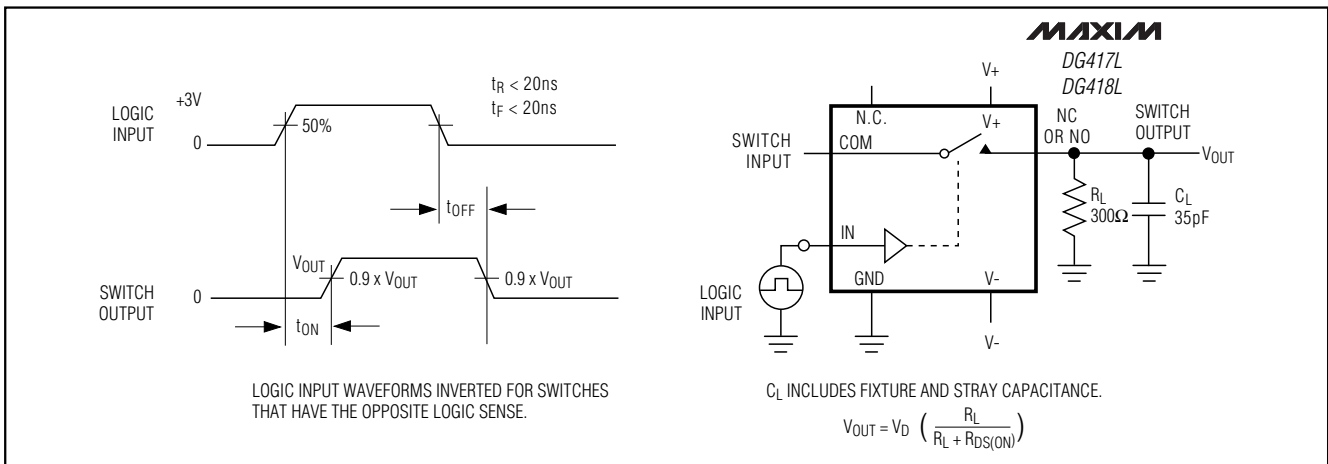 LOGIC
INPUT
+3V
0
50%
tR < 20ns
tF < 20ns
tOFF
VOUT
0.9 x VOUT
0.9 x VOUT
SWITCH
OUTPUT
0
tON
LOGIC INPUT WAVEFORMS INVERTED FOR SWITCHES
THAT HAVE THE OPPOSITE LOGIC SENSE.
MAXIM
DG417L
DG418L
V+
N.C.
V+
NC
OR NO
SWITCH
OUTPUT
SWITCH
INPUT
COM
VOUT
RL
300Ω
CL
35pF
IN
GND
V-
LOGIC
INPUT
V-
CL INCLUDES FIXTURE AND STRAY CAPACITANCE.
VOUT = VD ( RL / RL + RDS(ON) )